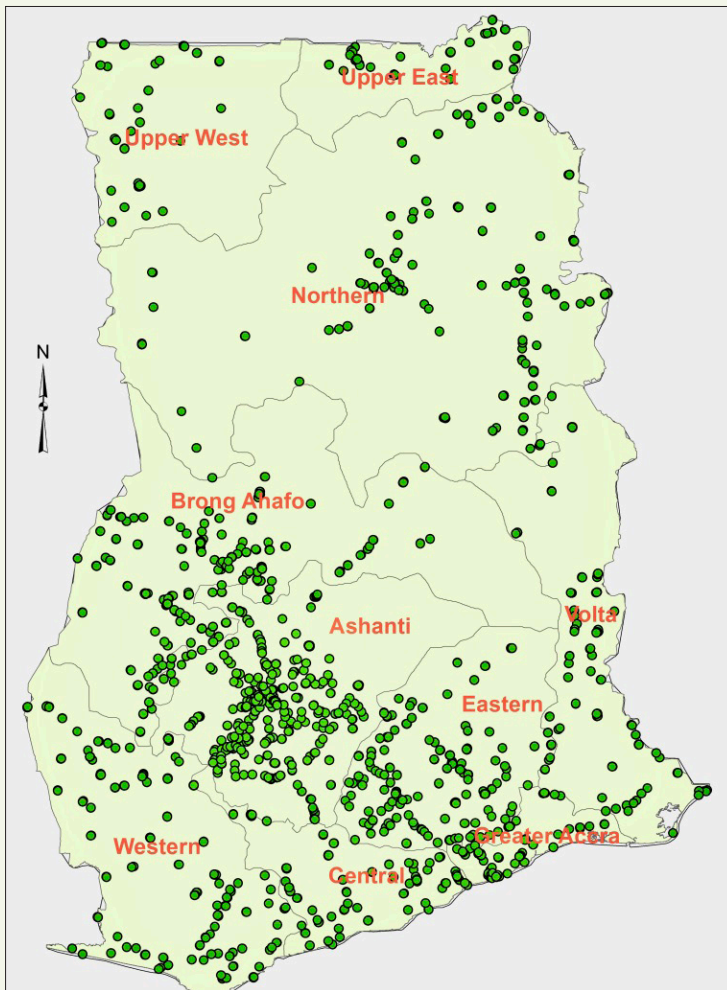 Upper East
Upper West
Northern
N
Brong Ahafo
Volta
Ashanti
Eastern
Greater Accra
Western
Central